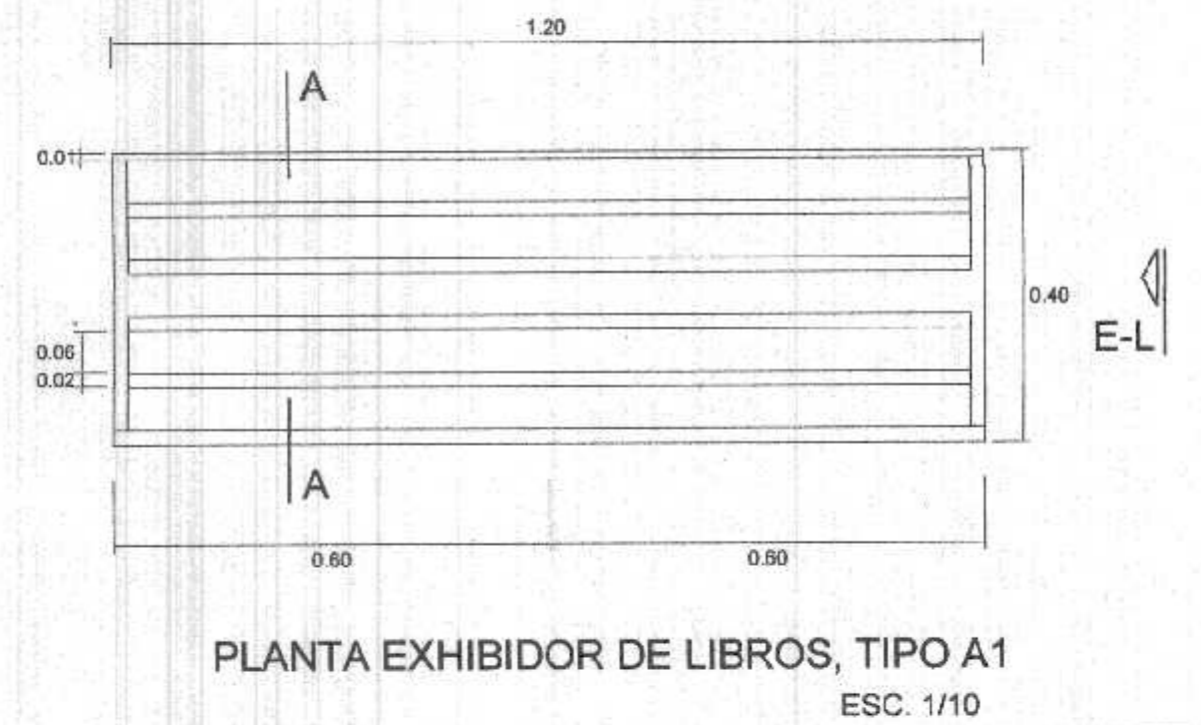 1.20
A
0.01
0.40
E-L
0.06
0.02
A
0.60
0.60
PLANTA EXHIBIDOR DE LIBROS, TIPO A1
ESC. 1/10